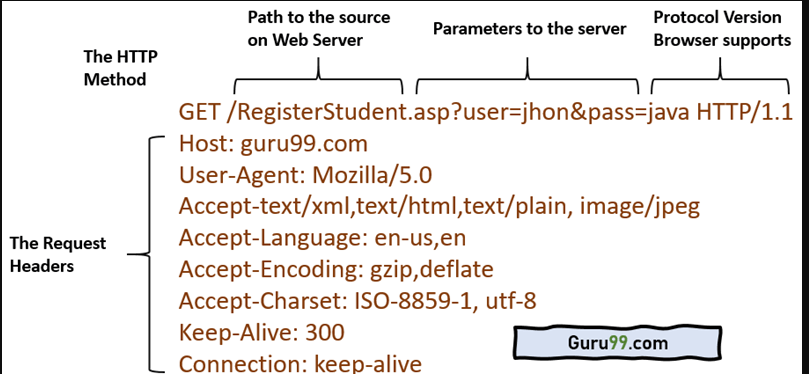 Path to the source
on Web Server
Parameters to the server
Protocol Version
Browser supports
The HTTP
Method
GET /RegisterStudent.asp?user=jhon&pass=java HTTP/1.1
Host: guru99.com
User-Agent: Mozilla/5.0
Accept-text/xml,text/html,text/plain, image/jpeg
Accept-Language: en-us,en
Accept-Encoding: gzip,deflate
Accept-Charset: ISO-8859-1, utf-8
Keep-Alive: 300
Connection: keep-alive
The Request
Headers
Guru99.com